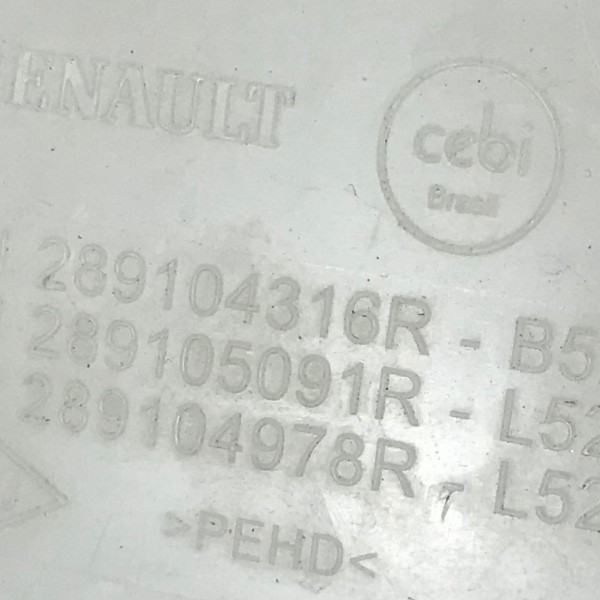 RENAULT
cebi
Brasil
289104316R - B5
289105091R - L52
289104978R - L52
>PEHD<